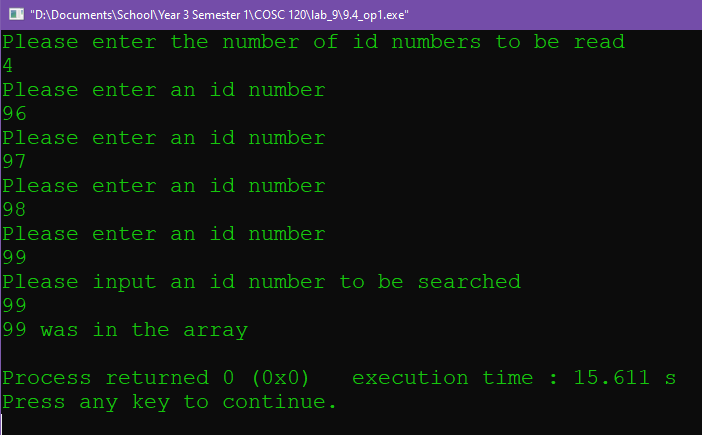 "D:\Documents\School\Year 3 Semester 1\COSC 120\lab_9\9.4_op1.exe"
Please enter the number of id numbers to be read
4
Please enter an id number
96
Please enter an id number
97
Please enter an id number
98
Please enter an id number
99
Please input an id number to be searched
99
99 was in the array
Process returned 0 (0x0)   execution time : 15.611 s
Press any key to continue.